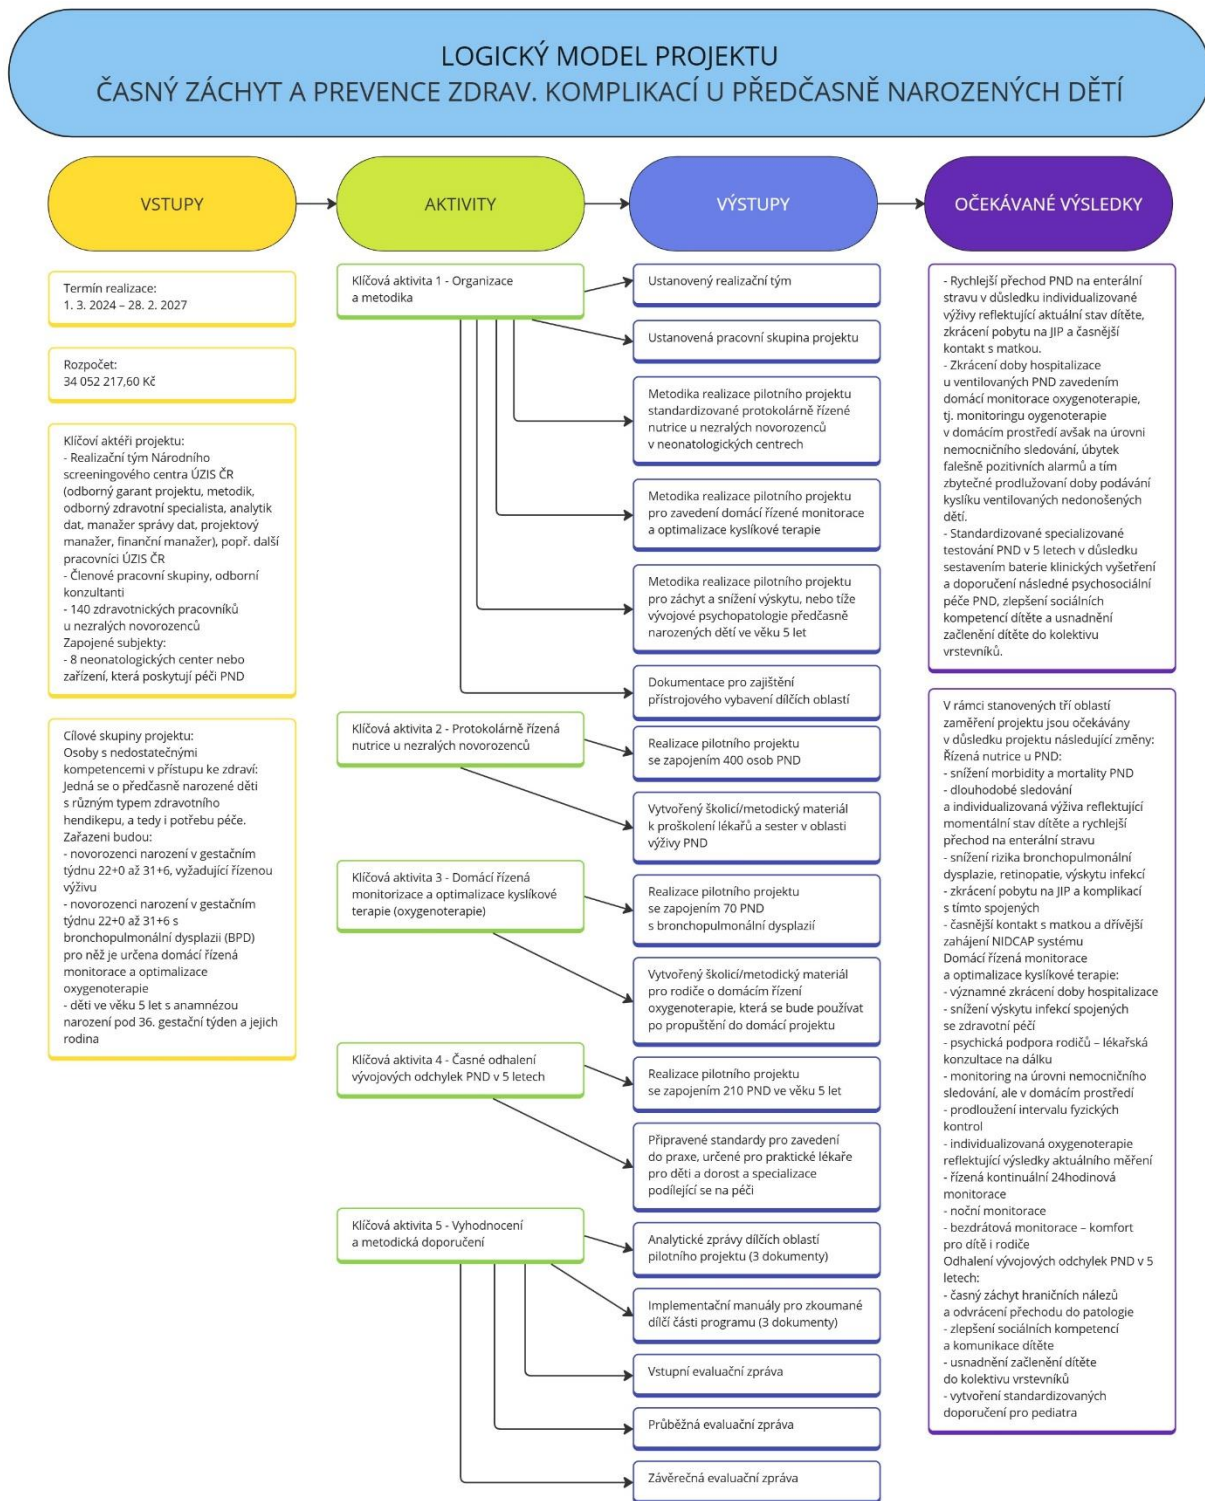 LOGICKÝ MODEL PROJEKTU
ČASNÝ ZÁCHYT A PREVENCE ZDRAV. KOMPLIKACÍ U PŘEDČASNĚ NAROZENÝCH DĚTÍ
VSTUPY
AKTIVITY
VÝSTUPY
OČEKÁVANÉ VÝSLEDKY
Termín realizace:
1. 3. 2024 – 28. 2. 2027
Rozpočet:
34 052 217,60 Kč
Klíčoví aktéři projektu:
- Realizační tým Národního
screeningového centra ÚZIS ČR
(odborný garant projektu, metodik,
odborný zdravotní specialista, analytik
dat, manažer správy dat, projektový
manažer, finanční manažer), popř. další
pracovníci ÚZIS ČR
- Členové pracovní skupiny, odborní
konzultanti
- 140 zdravotnických pracovníků
u nezralých novorozenců
Zapojené subjekty:
- 8 neonatologických center nebo
zařízení, která poskytují péči PND
Cílové skupiny projektu:
Osoby s nedostatečnými
kompetencemi v přístupu ke zdraví:
Jedná se o předčasně narozené děti
s různým typem zdravotního
hendikepu, a tedy i potřebu péče.
Zařazeni budou:
- novorozenci narození v gestačním
týdnu 22+0 až 31+6, vyžadující řízenou
výživu
- novorozenci narození v gestačním
týdnu 22+0 až 31+6 s
bronchopulmonální dysplazii (BPD)
pro něž je určena domácí řízená
monitorace a optimalizace
oxygenoterapie
- děti ve věku 5 let s anamnézou
narození pod 36. gestační týden a jejich
rodina
Klíčová aktivita 1 - Organizace
a metodika
Klíčová aktivita 2 - Protokolárně řízená
nutrice u nezralých novorozenců
Klíčová aktivita 3 - Domácí řízená
monitorizace a optimalizace kyslíkové
terapie (oxygenoterapie)
Klíčová aktivita 4 - Časné odhalení
vývojových odchylek PND v 5 letech
Klíčová aktivita 5 - Vyhodnocení
a metodická doporučení
Ustanovený realizační tým
Ustanovená pracovní skupina projektu
Metodika realizace pilotního projektu
standardizované protokolárně řízené
nutrice u nezralých novorozenců
v neonatologických centrech
Metodika realizace pilotního projektu
pro zavedení domácí řízené monitorace
a optimalizace kyslíkové terapie
Metodika realizace pilotního projektu
pro záchyt a snížení výskytu, nebo tíže
vývojové psychopatologie předčasně
narozených dětí ve věku 5 let
Dokumentace pro zajištění
přístrojového vybavení dílčích oblastí
Realizace pilotního projektu
se zapojením 400 osob PND
Vytvořený školicí/metodický materiál
k proškolení lékařů a sester v oblasti
výživy PND
Realizace pilotního projektu
se zapojením 70 PND
s bronchopulmonální dysplazií
Vytvořený školicí/metodický materiál
pro rodiče o domácím řízení
oxygenoterapie, která se bude používat
po propuštění do domácí projektu
Realizace pilotního projektu
se zapojením 210 PND ve věku 5 let
Připravené standardy pro zavedení
do praxe, určené pro praktické lékaře
pro děti a dorost a specializace
podílející se na péči
Analytické zprávy dílčích oblastí
pilotního projektu (3 dokumenty)
Implementační manuály pro zkoumané
dílčí části programu (3 dokumenty)
Vstupní evaluační zpráva
Průběžná evaluační zpráva
Závěrečná evaluační zpráva
- Rychlejší přechod PND na enterální
stravu v důsledku individualizované
výživy reflektující aktuální stav dítěte,
zkrácení pobytu na JIP a časnější
kontakt s matkou.
- Zkrácení doby hospitalizace
u ventilovaných PND zavedením
domácí monitorace oxygenoterapie,
tj. monitoringu oygenoterapie
v domácím prostředí avšak na úrovni
nemocničního sledování, úbytek
falešně pozitivních alarmů a tím
zbytečné prodlužovaní doby podávání
kyslíku ventilovaných nedonošených
dětí.
- Standardizované specializované
testování PND v 5 letech v důsledku
sestavením baterie klinických vyšetření
a doporučení následné psychosociální
péče PND, zlepšení sociálních
kompetencí dítěte a usnadnění
začlenění dítěte do kolektivu
vrstevníků.
V rámci stanovených tří oblastí
zaměření projektu jsou očekávány
v důsledku projektu následující změny:
Řízená nutrice u PND:
- snížení morbidity a mortality PND
- dlouhodobé sledování
a individualizovaná výživa reflektující
momentální stav dítěte a rychlejší
přechod na enterální stravu
- snížení rizika bronchopulmonální
dysplazie, retinopatie, výskytu infekcí
- zkrácení pobytu na JIP a komplikací
s tímto spojených
- časnější kontakt s matkou a dřívější
zahájení NIDCAP systému
Domácí řízená monitorace
a optimalizace kyslíkové terapie:
- významné zkrácení doby hospitalizace
- snížení výskytu infekcí spojených
se zdravotní péčí
- psychická podpora rodičů – lékařská
konzultace na dálku
- monitoring na úrovni nemocničního
sledování, ale v domácím prostředí
- prodloužení intervalu fyzických
kontrol
- individualizovaná oxygenoterapie
reflektující výsledky aktuálního měření
- řízená kontinuální 24hodinová
monitorace
- noční monitorace
- bezdrátová monitorace – komfort
pro dítě i rodiče
Odhalení vývojových odchylek PND v 5
letech:
- časný záchyt hraničních nálezů
a odvrácení přechodu do patologie
- zlepšení sociálních kompetencí
a komunikace dítěte
- usnadnění začlenění dítěte
do kolektivu vrstevníků
- vytvoření standardizovaných
doporučení pro pediatra